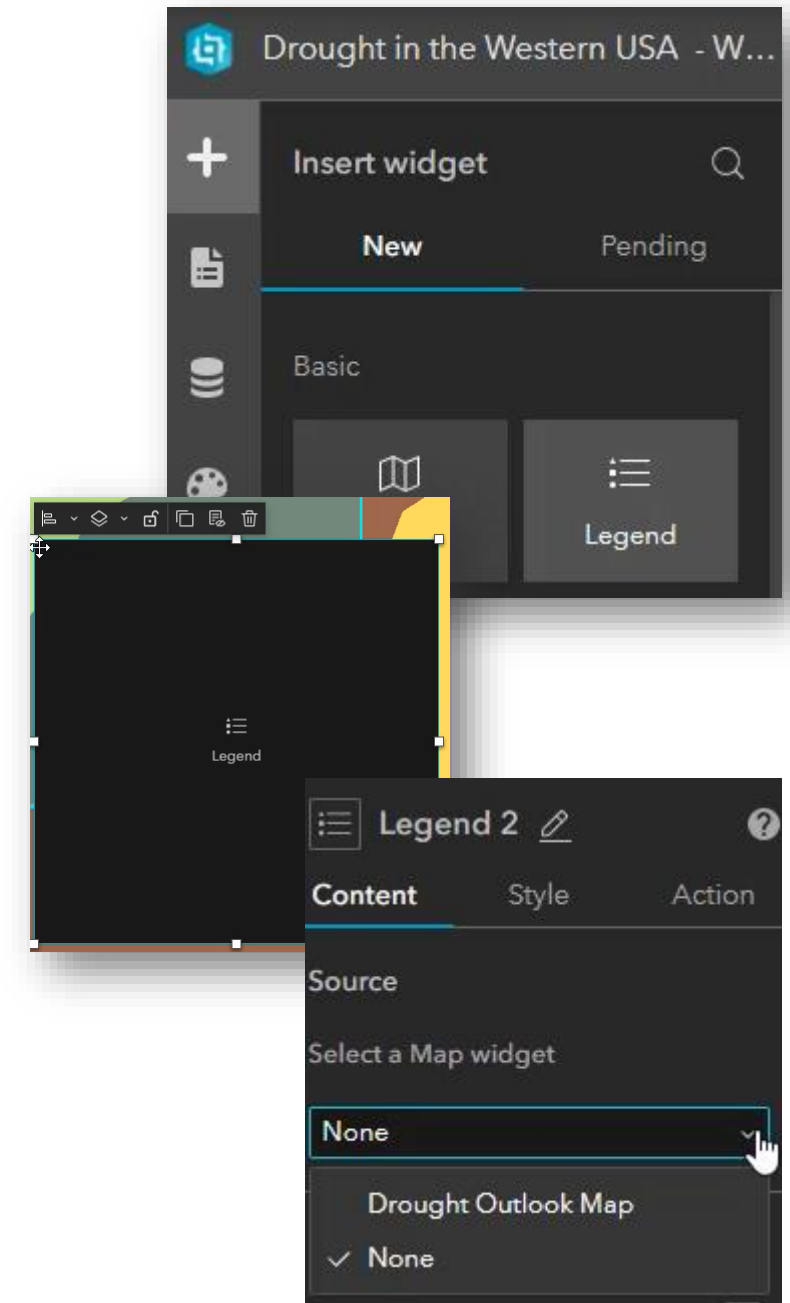 Drought in the Western USA - W...
Insert widget
New Pending
Basic
Legend
Legend
Legend 2
Content Style Action
Source
Select a Map widget
None
Drought Outlook Map
None